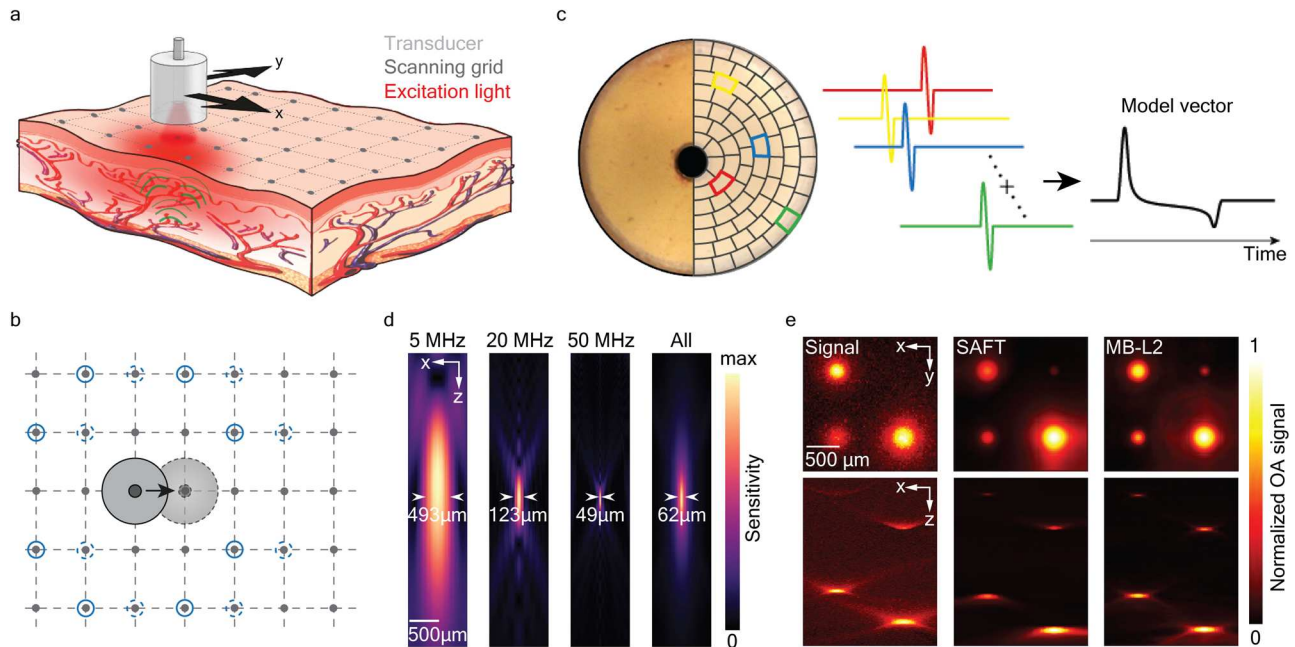 a
Transducer
Scanning grid
Excitation light
y
x
b
c
Model vector
+
Time
d
5 MHz
20 MHz
50 MHz
All
x
z
493µm
123µm
49µm
62µm
500µm
max
Sensitivity
0
e
Signal
x
y
500 µm
SAFT
MB-L2
x
z
1
Normalized OA signal
0